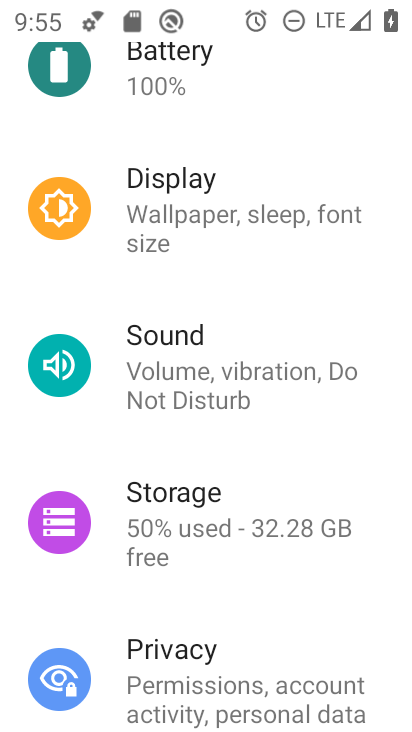 9:55 LTE
Battery
100%
Display
Wallpaper, sleep, font
size
Sound
Volume, vibration, Do
Not Disturb
Storage
50% used - 32.28 GB
free
Privacy
Permissions, account
activity, personal data